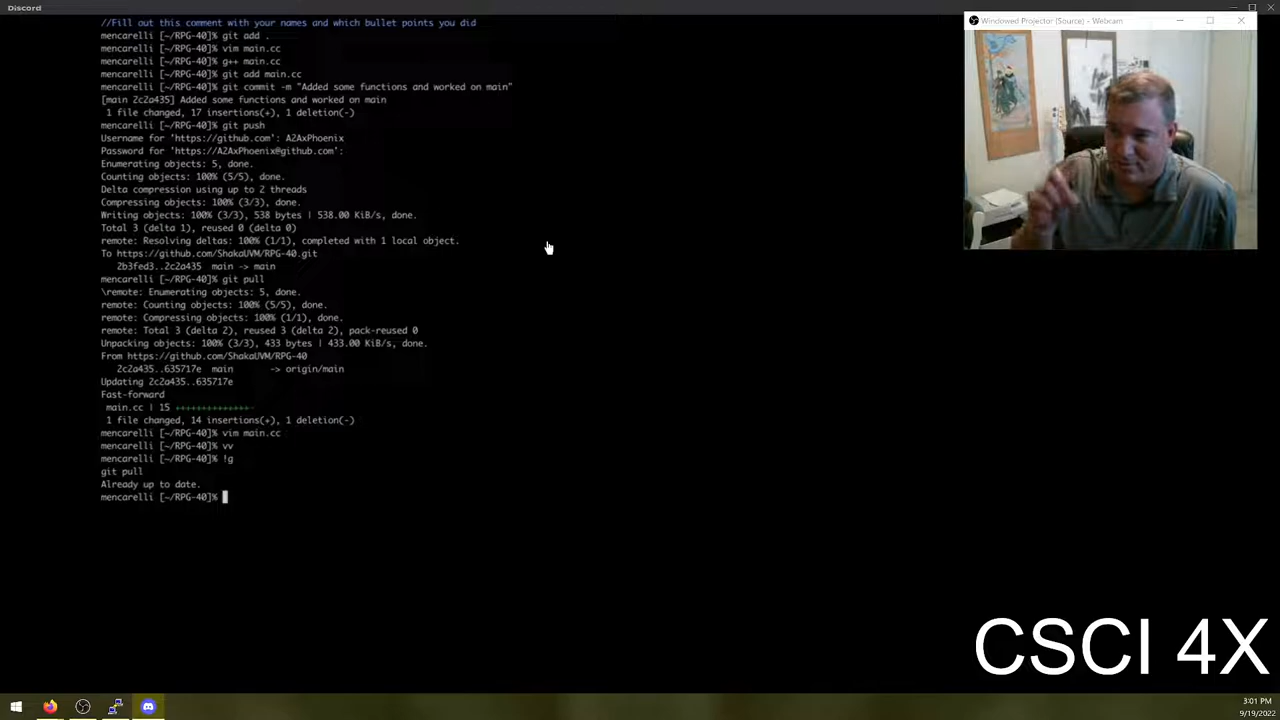 Discord
//Fill out this comment with your names and which bullet points you did
mencarelli [~/RPG-40]% git add .
mencarelli [~/RPG-40]% vim main.cc
mencarelli [~/RPG-40]% g++ main.cc
mencarelli [~/RPG-40]% git add main.cc
mencarelli [~/RPG-40]% git commit -m "Added some functions and worked on main"
[main 2c2a435] Added some functions and worked on main
1 file changed, 17 insertions(+), 1 deletion(-)
mencarelli [~/RPG-40]% git push
Username for 'https://github.com': A2AxPhoenix
Password for 'https://A2AxPhoenix@github.com':
Enumerating objects: 5, done.
Counting objects: 100% (5/5), done.
Delta compression using up to 2 threads
Compressing objects: 100% (3/3), done.
Writing objects: 100% (3/3), 538 bytes | 538.00 KiB/s, done.
Total 3 (delta 1), reused 0 (delta 0)
remote: Resolving deltas: 100% (1/1), completed with 1 local object.
To https://github.com/ShakaUVM/RPG-40.git
2b3fed3..2c2a435 main -> main
mencarelli [~/RPG-40]% git pull
\remote: Enumerating objects: 5, done.
remote: Counting objects: 100% (5/5), done.
remote: Compressing objects: 100% (1/1), done.
remote: Total 3 (delta 2), reused 3 (delta 2), pack-reused 0
Unpacking objects: 100% (3/3), 433 bytes | 433.00 KiB/s, done.
From https://github.com/ShakaUVM/RPG-40
2c2a435..635717e main -> origin/main
Updating 2c2a435..635717e
Fast-forward
main.cc | 15 ++++++++++++++-
1 file changed, 14 insertions(+), 1 deletion(-)
mencarelli [~/RPG-40]% vim main.cc
mencarelli [~/RPG-40]% vv
mencarelli [~/RPG-40]% !g
git pull
Already up to date.
mencarelli [~/RPG-40]%
Windowed Projector (Source) - Webcam
CSCI 4X
3:01 PM
9/19/2022